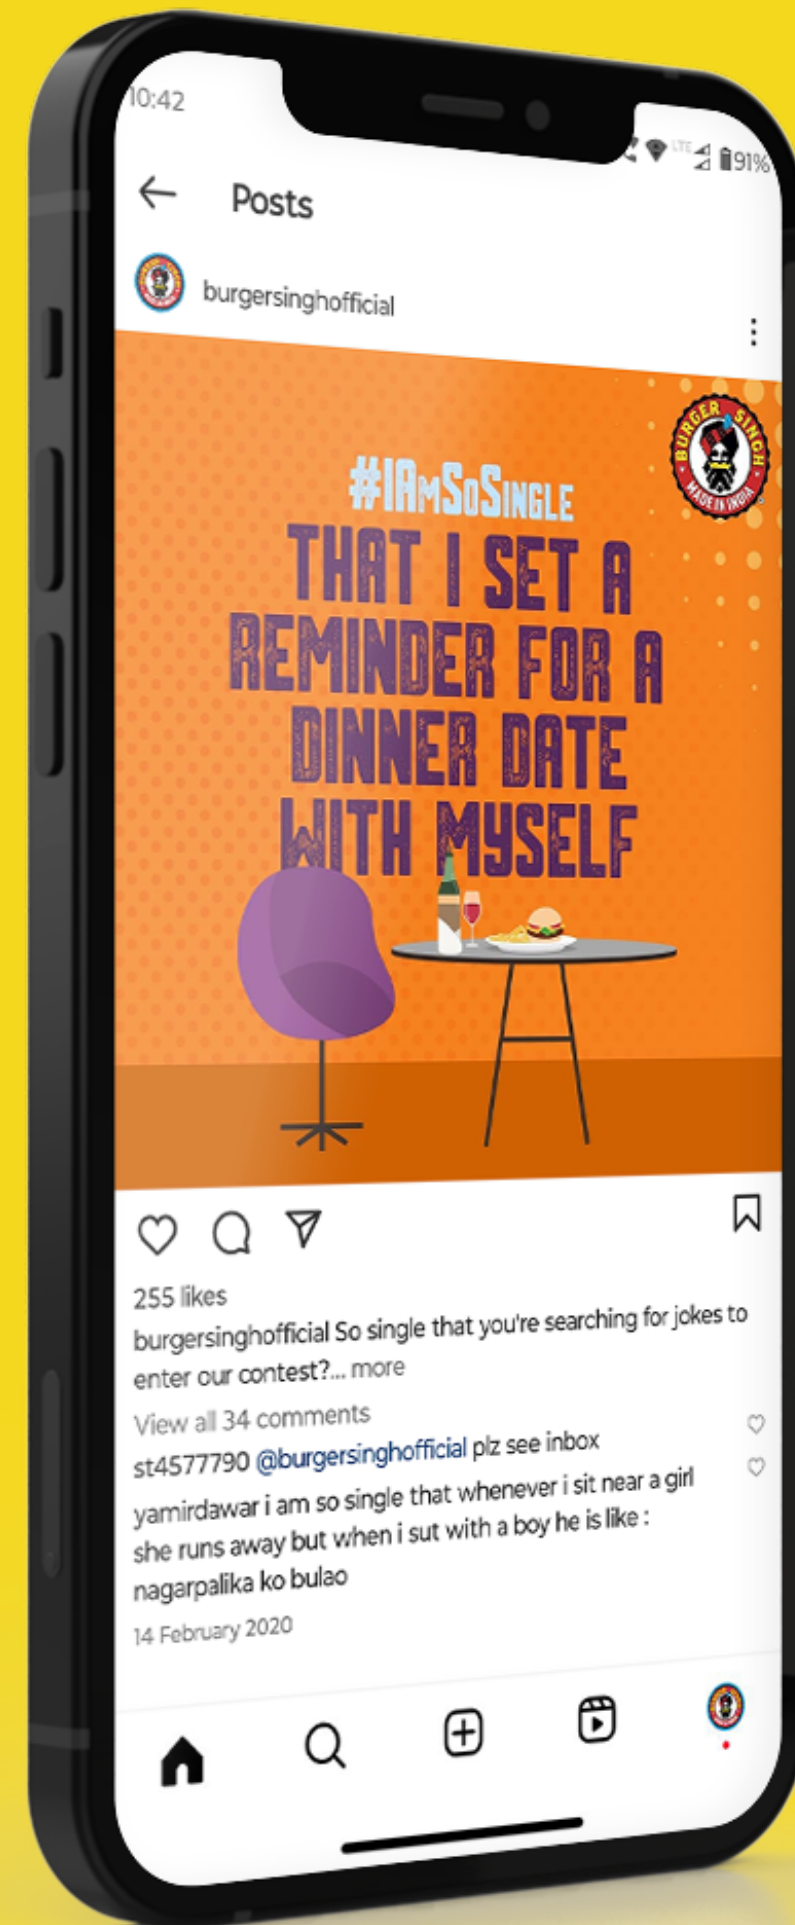 10:42
LTE 91%
Posts
burgersinghofficial
BURGER SINGH
MADE IN INDIA
#IAMSOSINGLE
THAT I SET A
REMINDER FOR A
DINNER DATE
WITH MYSELF
255 likes
burgersinghofficial So single that you're searching for jokes to
enter our contest?... more
View all 34 comments
st4577790 @burgersinghofficial plz see inbox
yamirdawar i am so single that whenever i sit near a girl
she runs away but when i sut with a boy he is like :
nagarpalika ko bulao
14 February 2020